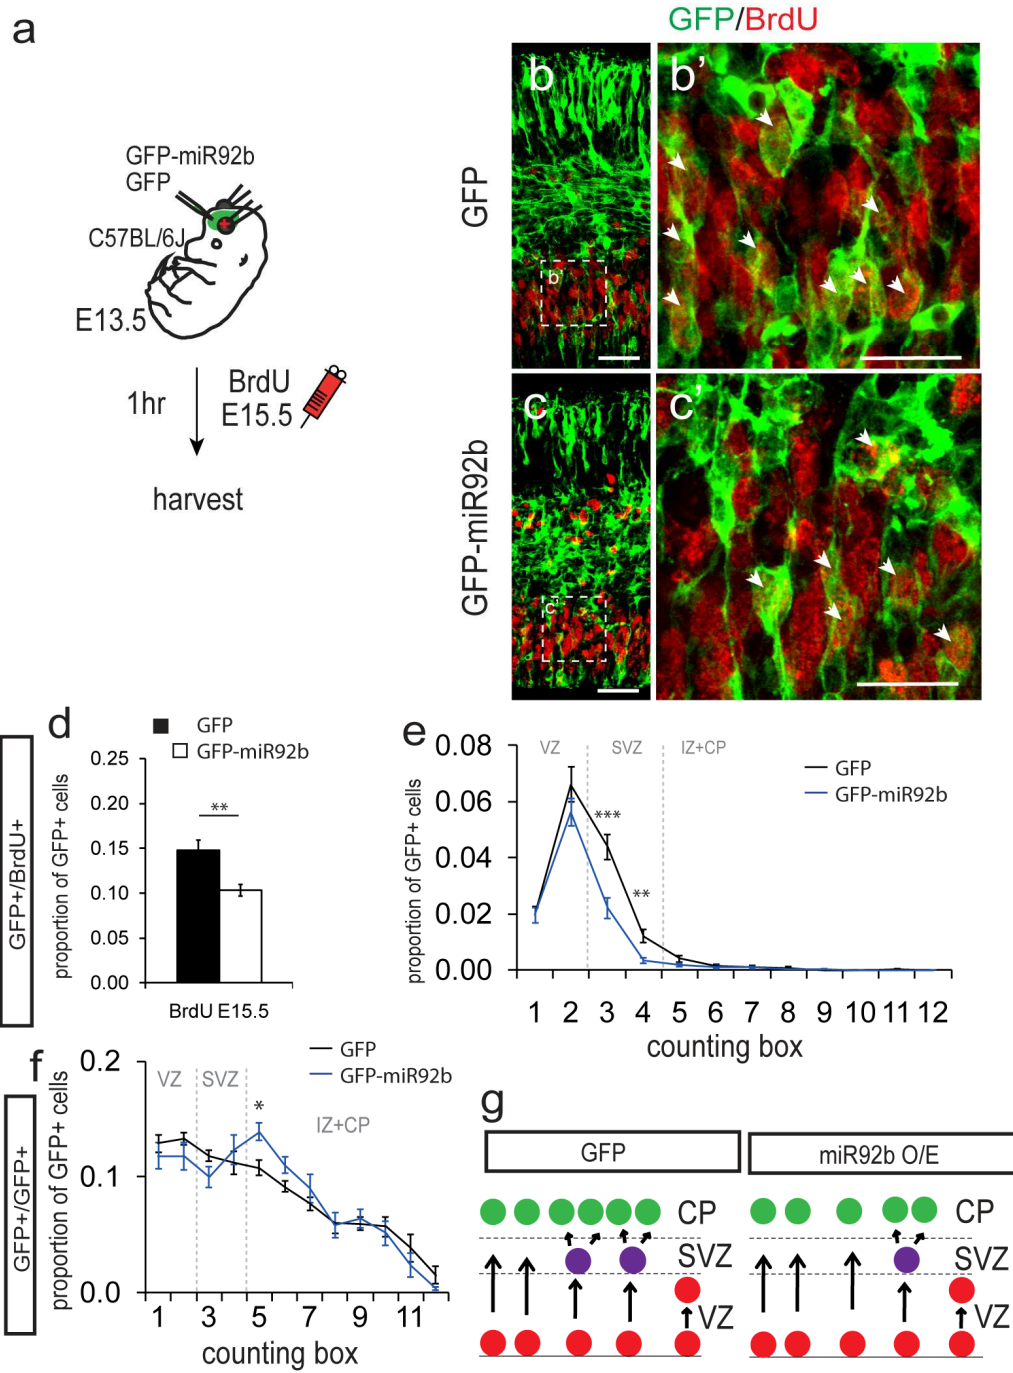 a
GFP-miR92b
GFP
C57BL/6J
E13.5
1hr
BrdU
E15.5
harvest
GFP/BrdU
GFP
b
b'
b'
GFP-miR92b
c
c'
c'
d
GFP
GFP-miR92b
GFP+/BrdU+
proportion of GFP+ cells
0.25
0.20
0.15
0.10
0.05
0.00
**
BrdU E15.5
e
proportion of GFP+ cells
0.08
0.06
0.04
0.02
0.00
VZ SVZ IZ+CP
GFP
GFP-miR92b
***
**
1 2 3 4 5 6 7 8 9 10 11 12
counting box
f
GFP+/GFP+
proportion of GFP+ cells
0.2
0.1
0.0
GFP
GFP-miR92b
VZ SVZ
*
IZ+CP
1 3 5 7 9 11
counting box
g
GFP
miR92b O/E
CP
SVZ
VZ
CP
SVZ
VZ